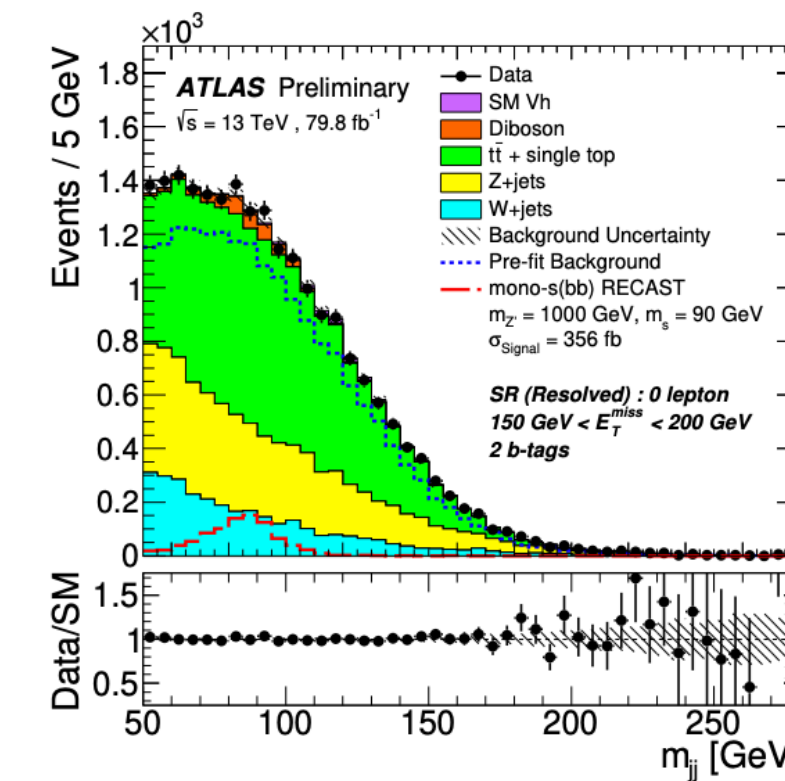 ×10³
Events / 5 GeV
1.8
1.6
1.4
1.2
1
0.8
0.6
0.4
0.2
0
ATLAS Preliminary
√s = 13 TeV , 79.8 fb⁻¹
Data
SM Vh
Diboson
tt̄ + single top
Z+jets
W+jets
Background Uncertainty
Pre-fit Background
mono-s(bb) RECAST
m_Z' = 1000 GeV, m_s = 90 GeV
σ_Signal = 356 fb
SR (Resolved) : 0 lepton
150 GeV < E_T^miss < 200 GeV
2 b-tags
Data/SM
1.5
1
0.5
50 100 150 200 250
m_jj [GeV